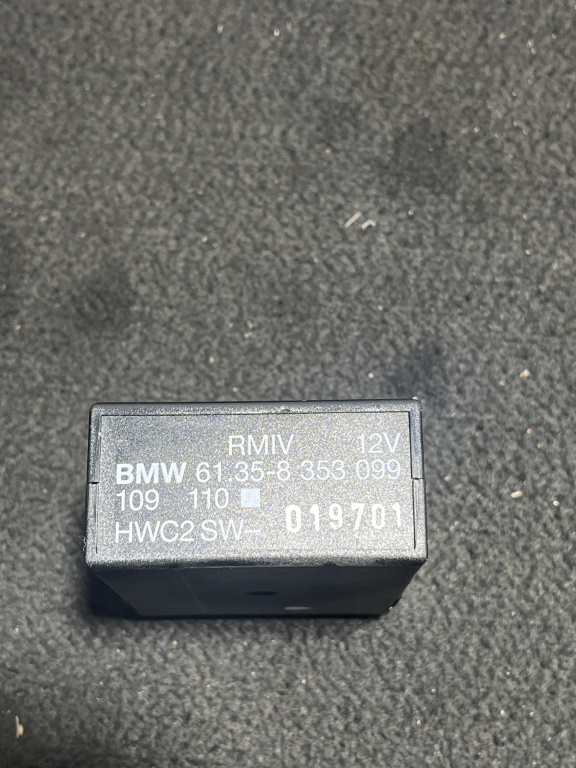 RMIV 12V
BMW 61.35-8 353 099
109 110
HWC2 SW- 019701